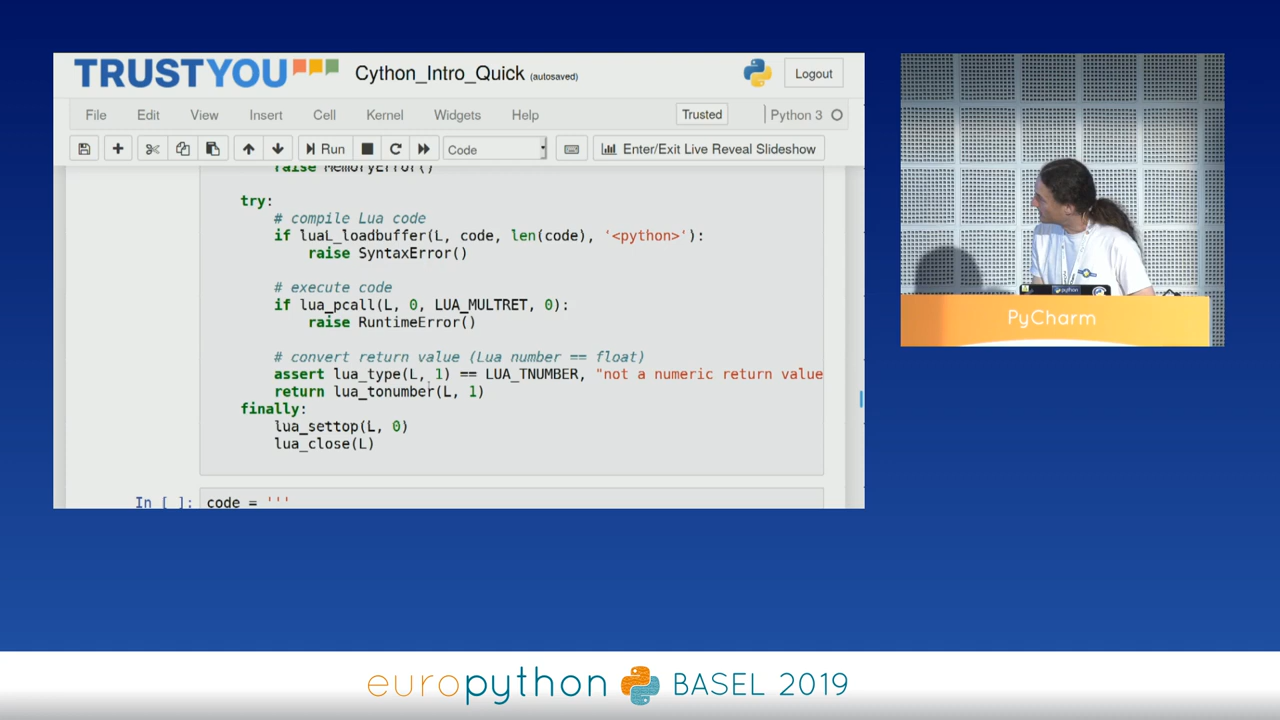 TRUSTYOU Cython_Intro_Quick (autosaved) Logout
File Edit View Insert Cell Kernel Widgets Help Trusted Python 3
Run Code Enter/Exit Live Reveal Slideshow
raise MemoryError()
try:
# compile Lua code
if luaL_loadbuffer(L, code, len(code), '<python>'):
raise SyntaxError()
# execute code
if lua_pcall(L, 0, LUA_MULTRET, 0):
raise RuntimeError()
# convert return value (Lua number == float)
assert lua_type(L, 1) == LUA_TNUMBER, "not a numeric return value
return lua_tonumber(L, 1)
finally:
lua_settop(L, 0)
lua_close(L)
In [ ]: code = '''
python
PyCharm
europython BASEL 2019